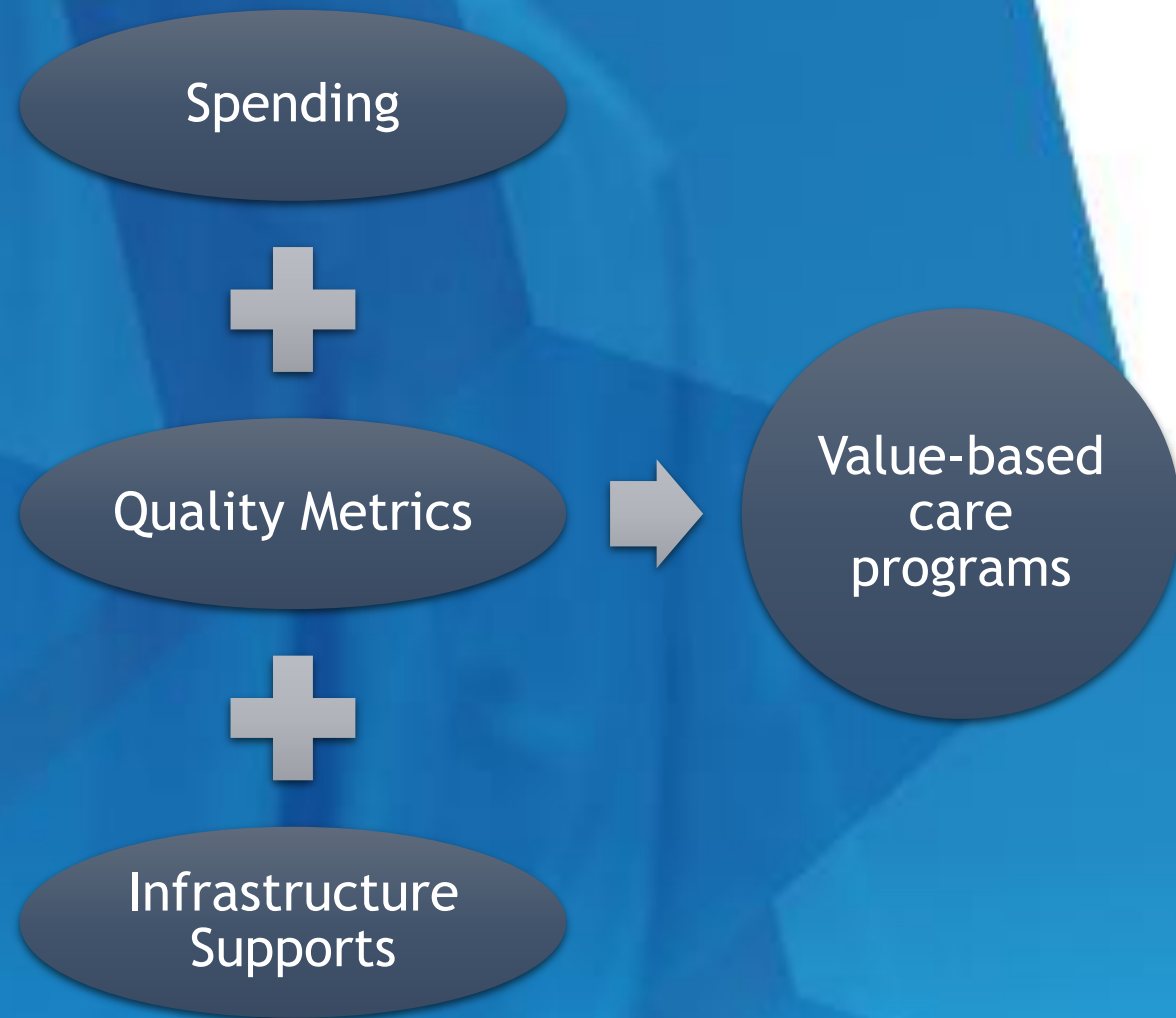 Spending
Quality Metrics
Value-based
care
programs
Infrastructure
Supports